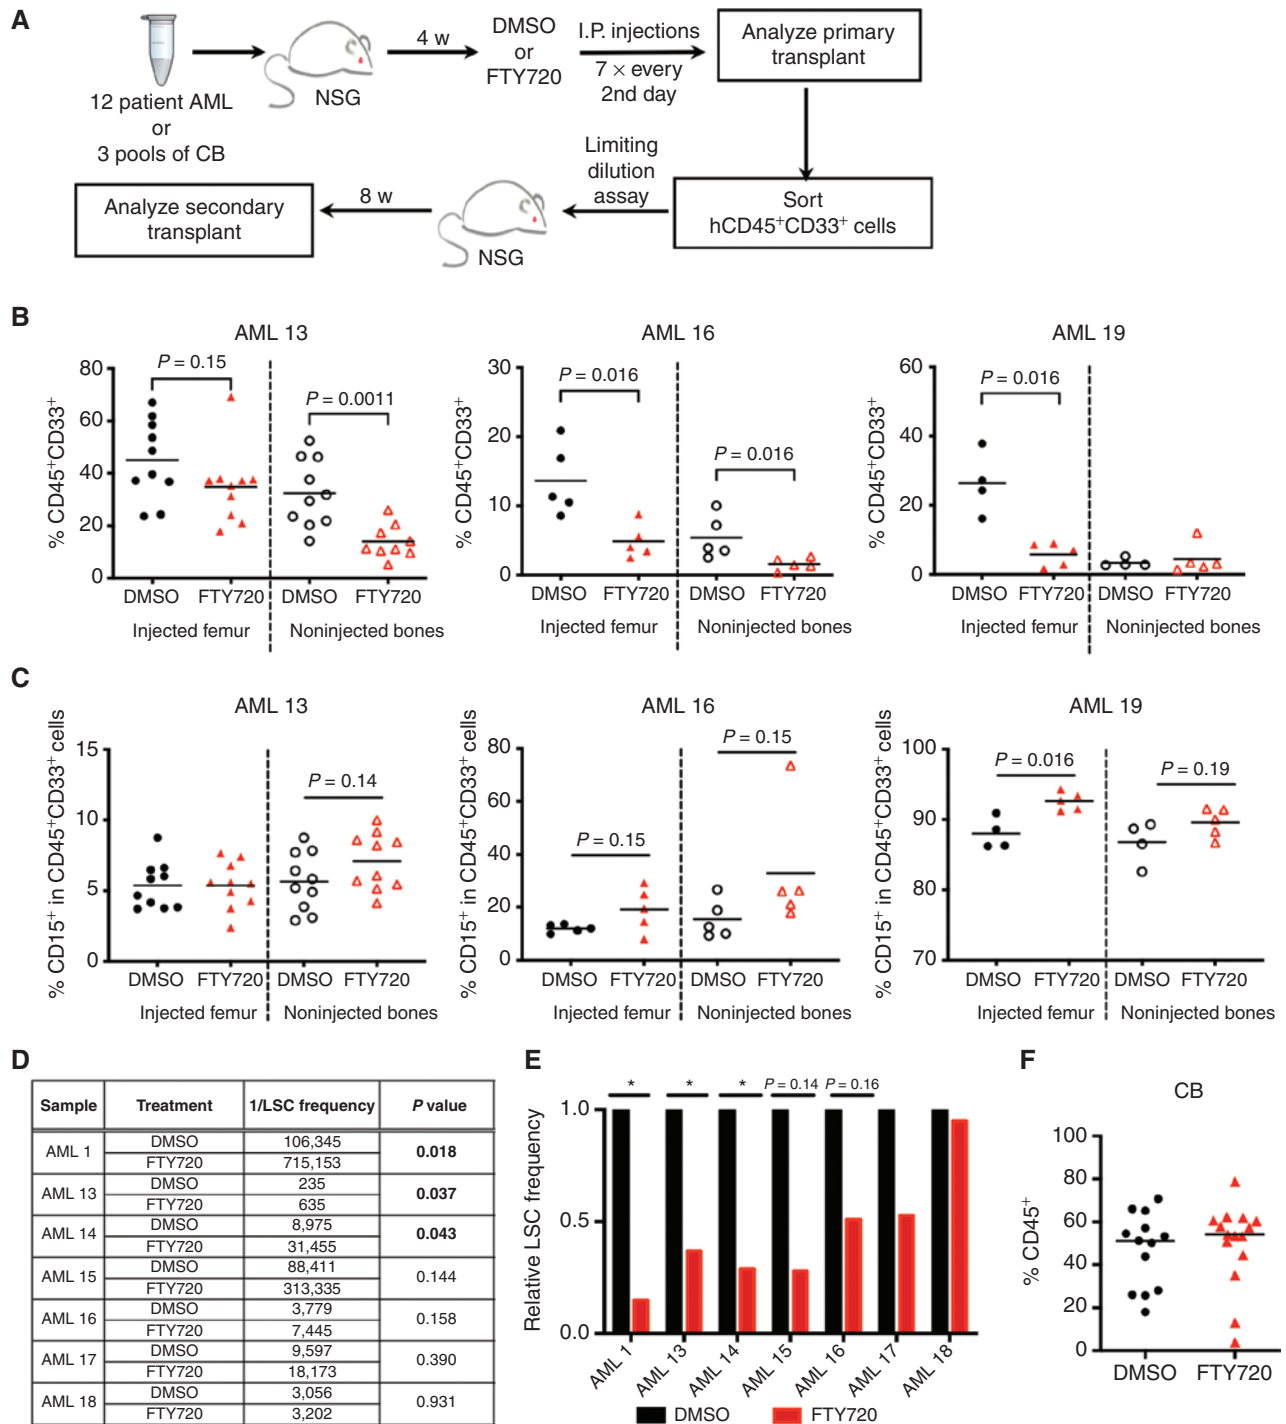 A
12 patient AML
or
3 pools of CB
NSG
4 w
DMSO
or
FTY720
I.P. injections
7 × every
2nd day
Analyze primary
transplant
Sort
hCD45⁺CD33⁺ cells
Limiting
dilution
assay
NSG
8 w
Analyze secondary
transplant
B
AML 13
% CD45⁺CD33⁺
80
60
40
20
0
P = 0.15
P = 0.0011
DMSO FTY720 DMSO FTY720
Injected femur Noninjected bones
AML 16
% CD45⁺CD33⁺
30
20
10
0
P = 0.016
P = 0.016
DMSO FTY720 DMSO FTY720
Injected femur Noninjected bones
AML 19
% CD45⁺CD33⁺
60
40
20
0
P = 0.016
DMSO FTY720 DMSO FTY720
Injected femur Noninjected bones
C
AML 13
% CD15⁺ in CD45⁺CD33⁺ cells
15
10
5
0
P = 0.14
DMSO FTY720 DMSO FTY720
Injected femur Noninjected bones
AML 16
% CD15⁺ in CD45⁺CD33⁺ cells
80
60
40
20
0
P = 0.15
P = 0.15
DMSO FTY720 DMSO FTY720
Injected femur Noninjected bones
AML 19
% CD15⁺ in CD45⁺CD33⁺ cells
100
90
80
70
P = 0.016
P = 0.19
DMSO FTY720 DMSO FTY720
Injected femur Noninjected bones
D
Sample Treatment 1/LSC frequency P value
AML 1 DMSO 106,345 0.018
FTY720 715,153
AML 13 DMSO 235 0.037
FTY720 635
AML 14 DMSO 8,975 0.043
FTY720 31,455
AML 15 DMSO 88,411 0.144
FTY720 313,335
AML 16 DMSO 3,779 0.158
FTY720 7,445
AML 17 DMSO 9,597 0.390
FTY720 18,173
AML 18 DMSO 3,056 0.931
FTY720 3,202
E
Relative LSC frequency
1.0
0.5
0.0
* * * P = 0.14 P = 0.16
AML 1 AML 13 AML 14 AML 15 AML 16 AML 17 AML 18
DMSO FTY720
F
CB
% CD45⁺
100
80
60
40
20
0
DMSO FTY720